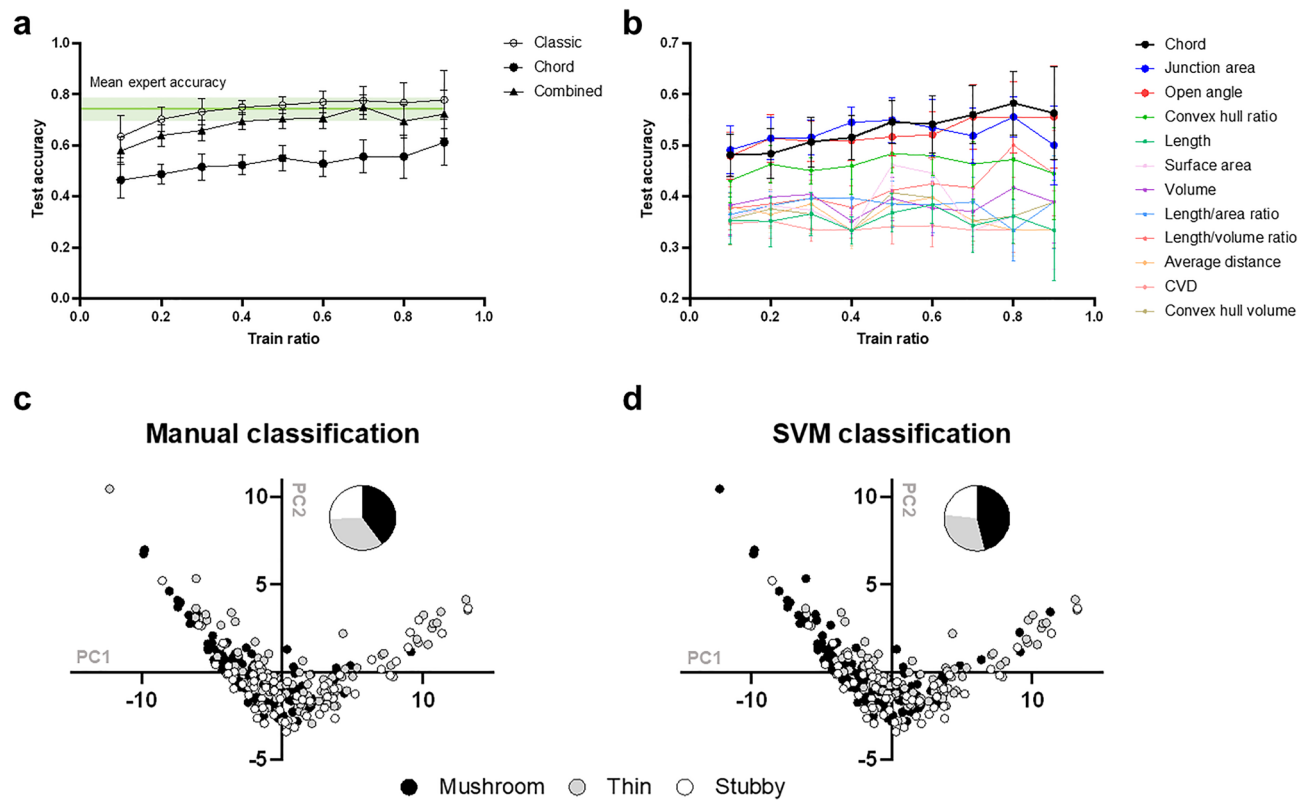 a
1.0
0.8
0.6
0.4
0.2
0.0
Test accuracy
Mean expert accuracy
0.0
0.2
0.4
0.6
0.8
1.0
Train ratio
Classic
Chord
Combined
b
0.7
0.6
0.5
0.4
0.3
0.2
Test accuracy
0.0
0.2
0.4
0.6
0.8
1.0
Train ratio
Chord
Junction area
Open angle
Convex hull ratio
Length
Surface area
Volume
Length/area ratio
Length/volume ratio
Average distance
CVD
Convex hull volume
c
Manual classification
10
5
-5
PC2
PC1
-10
10
d
SVM classification
10
5
-5
PC2
PC1
-10
10
Mushroom
Thin
Stubby